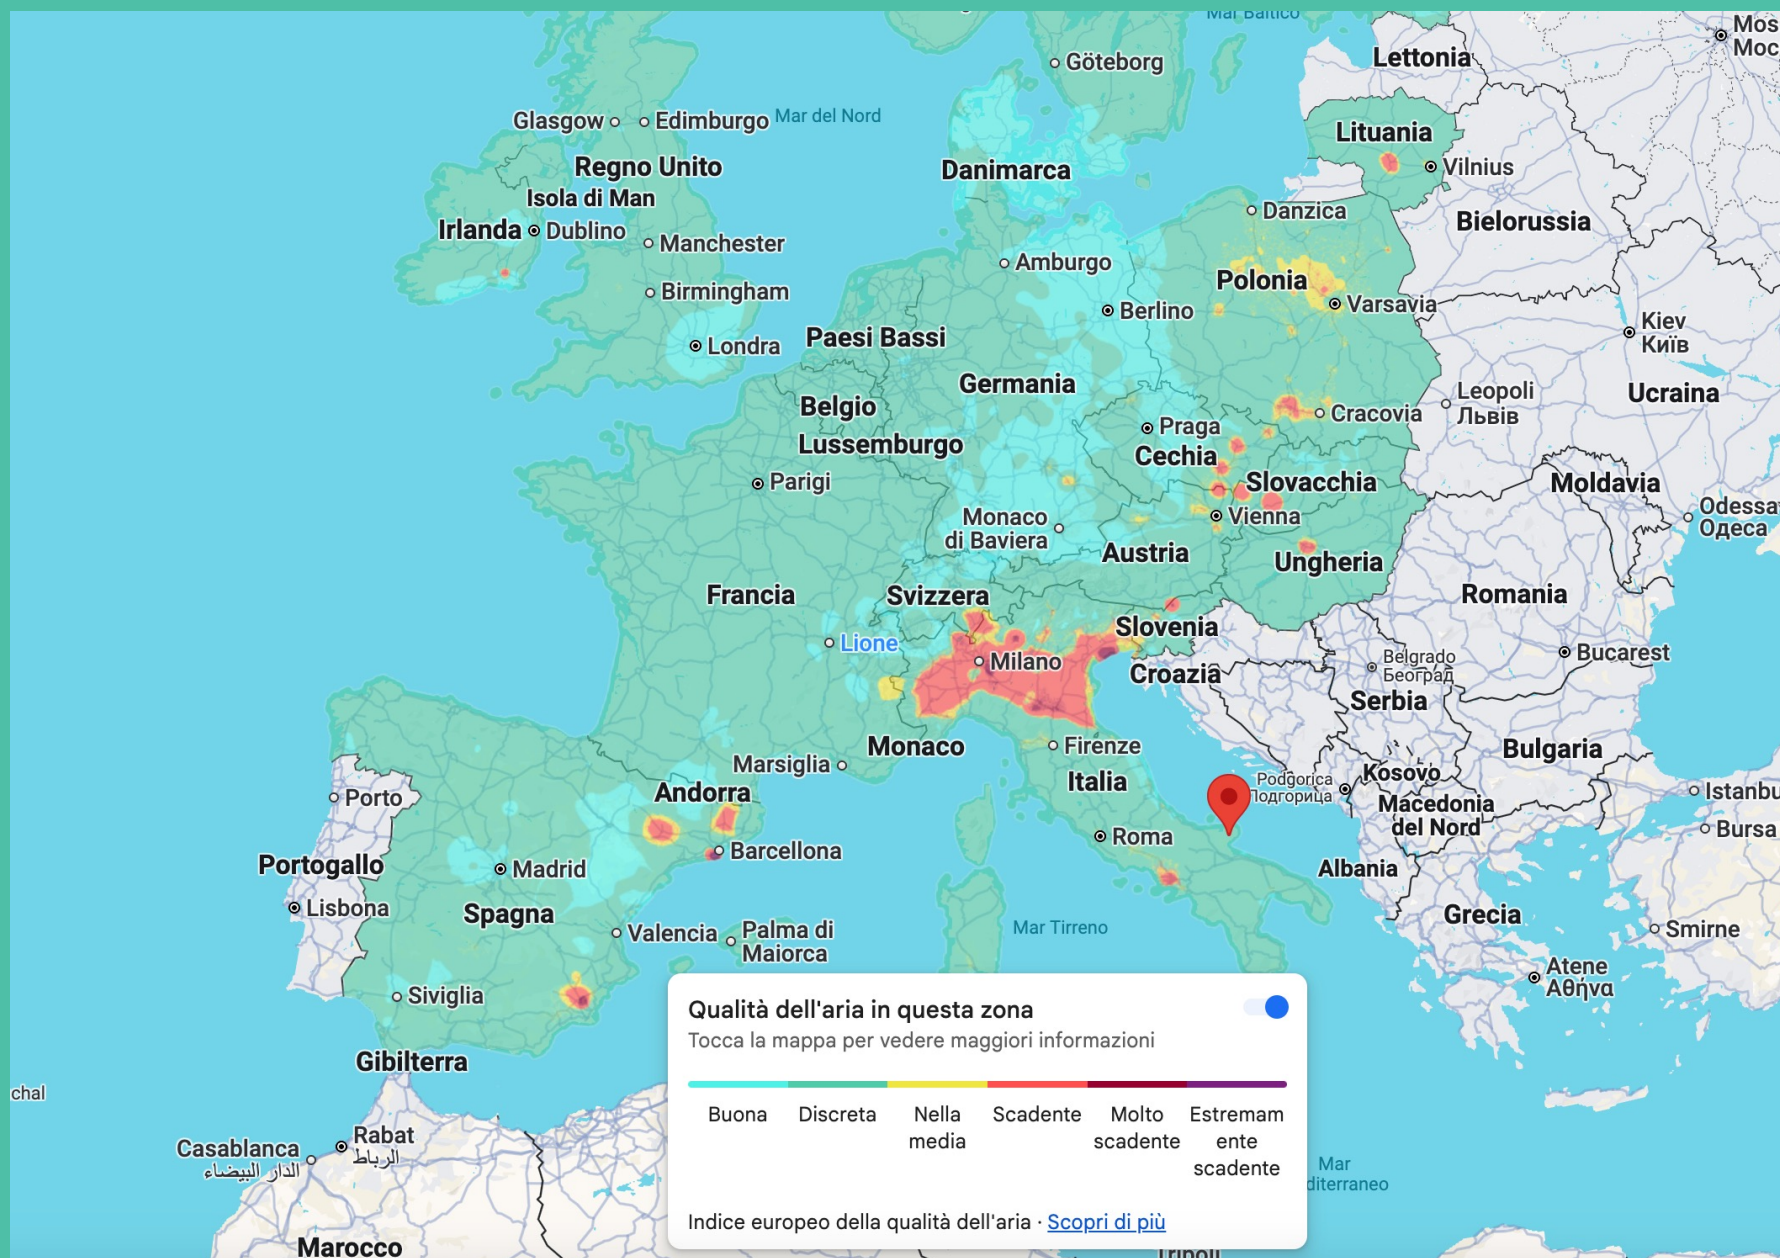 Mar Baltico
Mos
Moc
Göteborg
Lettonia
Glasgow
Edimburgo
Mar del Nord
Lituania
Regno Unito
Danimarca
Vilnius
Isola di Man
Irlanda
Dublino
Danzica
Bielorussia
Manchester
Amburgo
Polonia
Birmingham
Berlino
Varsavia
Kiev
Київ
Londra
Paesi Bassi
Germania
Leopoli
Львів
Ucraina
Belgio
Cracovia
Lussemburgo
Praga
Cechia
Parigi
Slovacchia
Moldavia
Monaco
di Baviera
Vienna
Odessa
Одеса
Austria
Ungheria
Francia
Svizzera
Romania
Lione
Slovenia
Milano
Croazia
Belgrado
Београд
Bucarest
Serbia
Monaco
Firenze
Bulgaria
Marsiglia
Italia
Podgorica
Подгорица
Kosovo
Andorra
Porto
Istanbu
Macedonia
del Nord
Bursa
Roma
Barcellona
Portogallo
Madrid
Albania
Lisbona
Spagna
Grecia
Valencia
Palma di
Maiorca
Mar Tirreno
Smirne
Atene
Αθήνα
Siviglia
Gibilterra
chal
Qualità dell'aria in questa zona
Tocca la mappa per vedere maggiori informazioni
Buona
Discreta
Nella
media
Scadente
Molto
scadente
Estremam
ente
scadente
Indice europeo della qualità dell'aria · Scopri di più
Casablanca
الدار البيضاء
Rabat
الرباط
Mar
diterraneo
Marocco
Tripoli